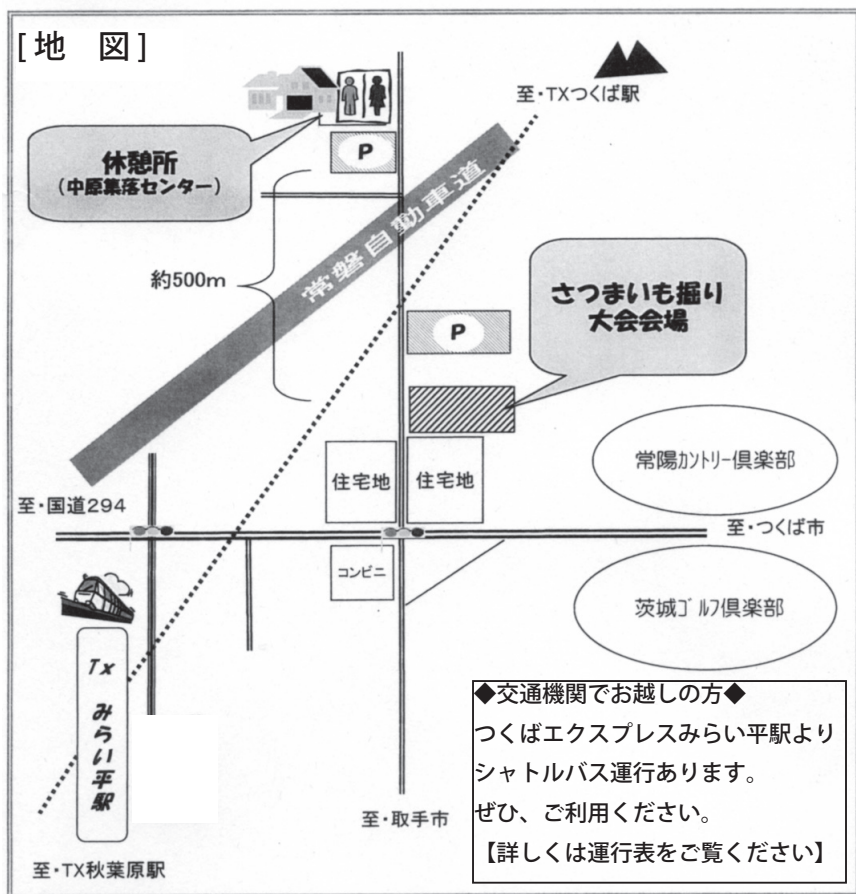 [地　図]
至・TXつくば駅
休憩所
（中原集落センター）
P
常磐自動車道
約500m
さつまいも掘り
大会会場
P
住宅地
住宅地
常陽ｶﾝﾄﾘｰ倶楽部
至・国道294
至・つくば市
コンビニ
茨城ｺﾞﾙﾌ倶楽部
Tx
みらい平駅
至・取手市
至・TX秋葉原駅
◆交通機関でお越しの方◆
つくばエクスプレスみらい平駅より
シャトルバス運行あります。
ぜひ、ご利用ください。
【詳しくは運行表をご覧ください】